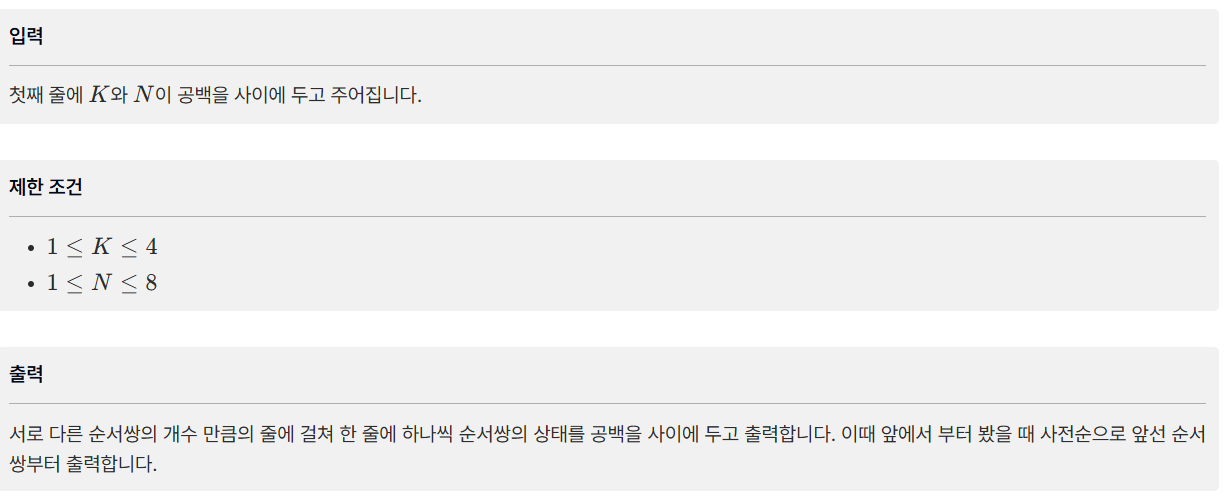 입력
첫째 줄에 K와 N이 공백을 사이에 두고 주어집니다.
제한 조건
• 1 ≤ K ≤ 4
• 1 ≤ N ≤ 8
출력
서로 다른 순서쌍의 개수 만큼의 줄에 걸쳐 한 줄에 하나씩 순서쌍의 상태를 공백을 사이에 두고 출력합니다. 이때 앞에서 부터 봤을 때 사전순으로 앞선 순서
쌍부터 출력합니다.